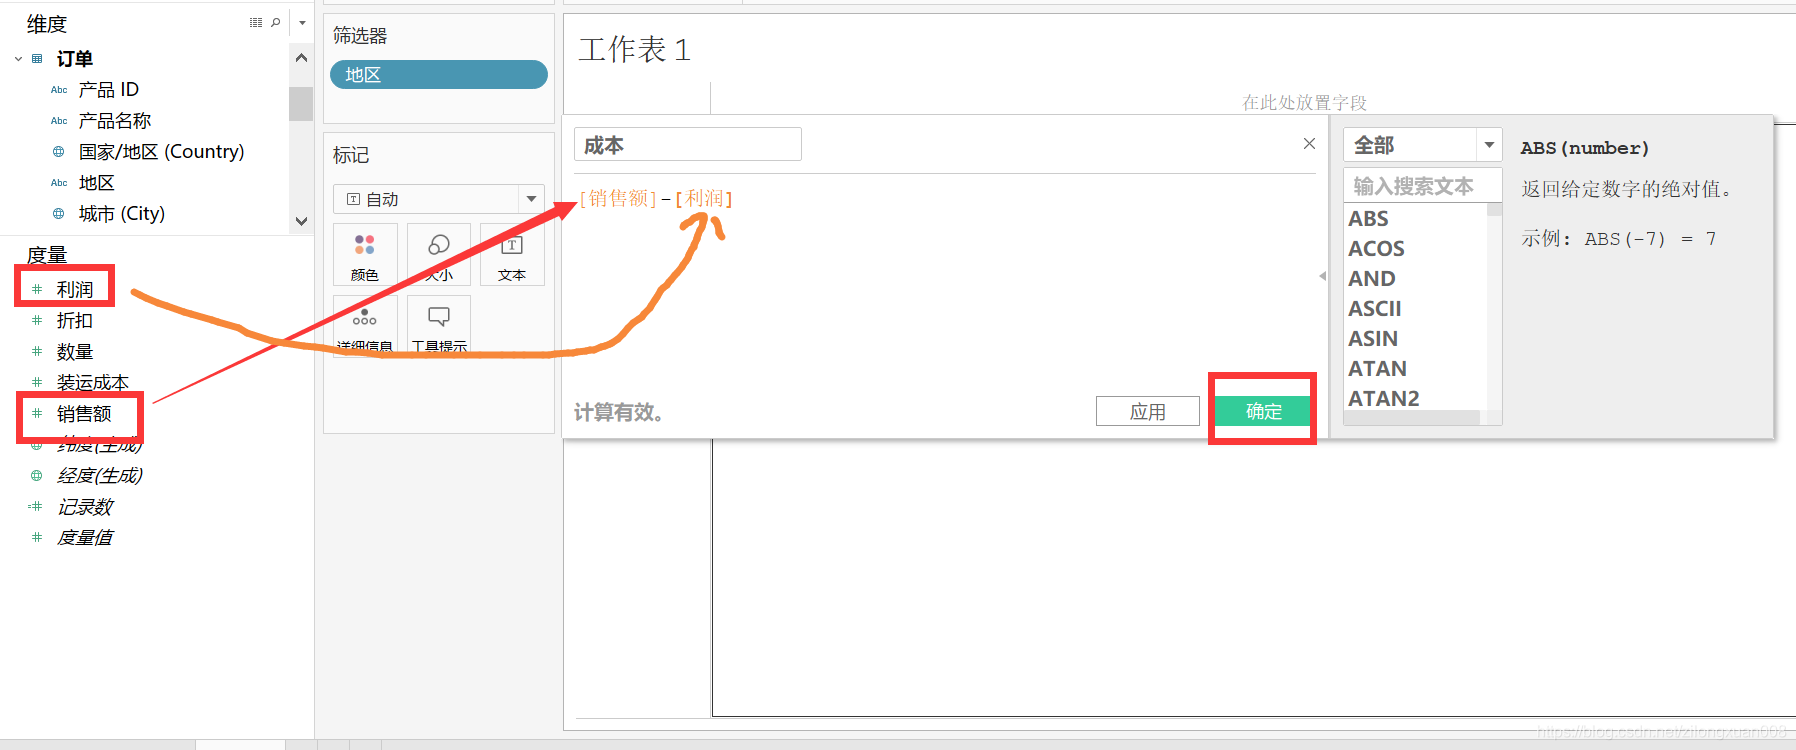 维度
订单
Abc 产品 ID
Abc 产品名称
国家/地区 (Country)
Abc 地区
城市 (City)
度量
# 利润
# 折扣
# 数量
# 装运成本
# 销售额
纬度(生成)
经度(生成)
=# 记录数
# 度量值
筛选器
地区
标记
自动
颜色
大小
文本
详细信息
工具提示
工作表 1
在此处放置字段
成本
[销售额]-[利润]
计算有效。
应用
确定
全部
输入搜索文本
ABS
ACOS
AND
ASCII
ASIN
ATAN
ATAN2
ABS(number)
返回给定数字的绝对值。
示例: ABS(-7) = 7
https://blog.csdn.net/zilongxuan008